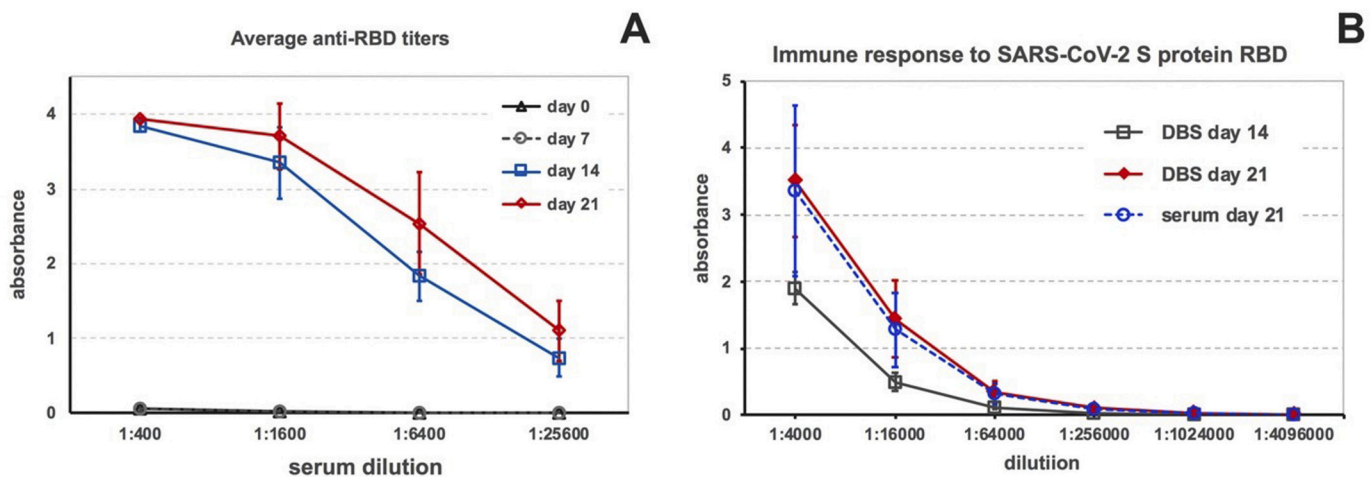 Average anti-RBD titers
A
absorbance
4
3
2
1
0
day 0
day 7
day 14
day 21
1:400
1:1600
1:6400
1:25600
serum dilution
B
Immune response to SARS-CoV-2 S protein RBD
absorbance
5
4
3
2
1
0
DBS day 14
DBS day 21
serum day 21
1:4000
1:16000
1:64000
1:256000
1:1024000
1:4096000
dilutiion